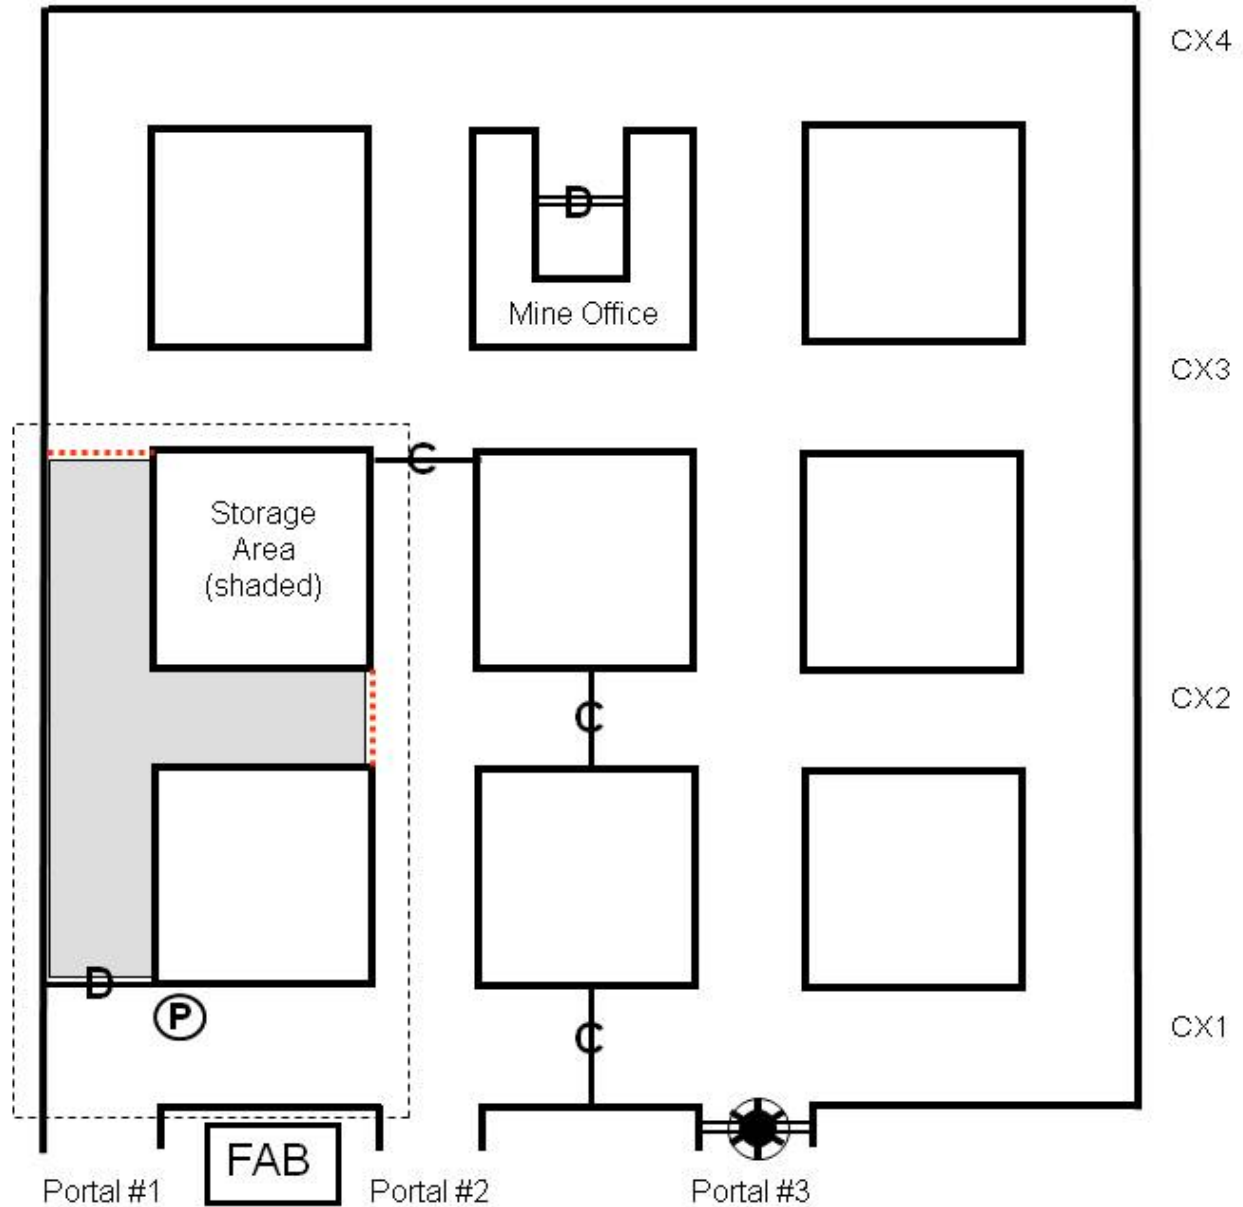 CX4
D
Mine Office
CX3
C
Storage
Area
(shaded)
CX2
C
D
P
CX1
C
FAB
Portal #1
Portal #2
Portal #3